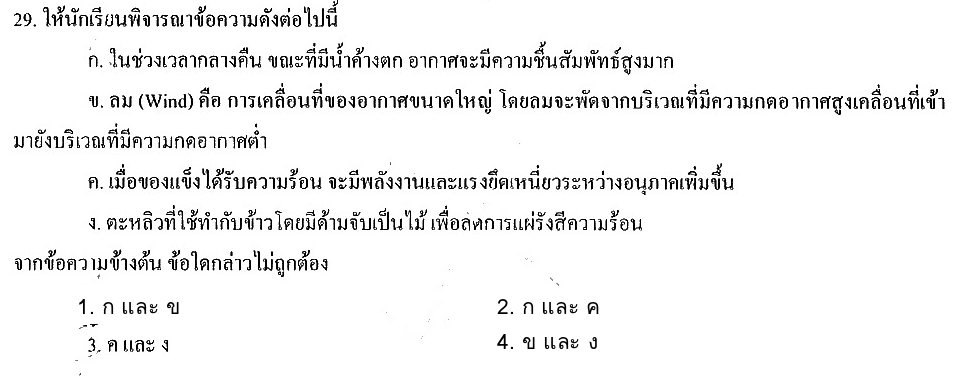 29. ให้นักเรียนพิจารณาข้อความดังต่อไปนี้
ก. ในช่วงเวลากลางคืน ขณะที่มีน้ำค้างตก อากาศจะมีความชื้นสัมพัทธ์สูงมาก
ข. ลม (Wind) คือ การเคลื่อนที่ของอากาศขนาดใหญ่ โดยลมจะพัดจากบริเวณที่มีความกดอากาศสูงเคลื่อนที่เข้า
มายังบริเวณที่มีความกดอากาศต่ำ
ค. เมื่อของแข็งได้รับความร้อน จะมีพลังงานและแรงยึดเหนี่ยวระหว่างอนุภาคเพิ่มขึ้น
ง. ตะหลิวที่ใช้ทำกับข้าวโดยมีด้ามจับเป็นไม้ เพื่อลดการแผ่รังสีความร้อน
จากข้อความข้างต้น ข้อใดกล่าวไม่ถูกต้อง
1. ก และ ข
2. ก และ ค
3. ค และ ง
4. ข และ ง